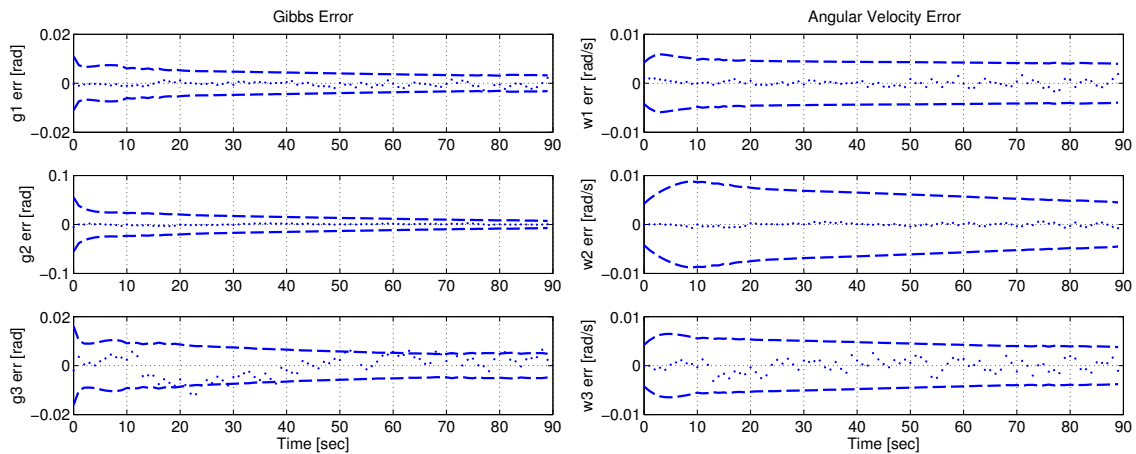 Gibbs Error
0.02
0
−0.02
g1 err [rad]
0 10 20 30 40 50 60 70 80 90
0.1
0
−0.1
g2 err [rad]
0 10 20 30 40 50 60 70 80 90
0.02
0
−0.02
g3 err [rad]
0 10 20 30 40 50 60 70 80 90
Time [sec]
Angular Velocity Error
0.01
0
−0.01
w1 err [rad/s]
0 10 20 30 40 50 60 70 80 90
0.01
0
−0.01
w2 err [rad/s]
0 10 20 30 40 50 60 70 80 90
0.01
0
−0.01
w3 err [rad/s]
0 10 20 30 40 50 60 70 80 90
Time [sec]